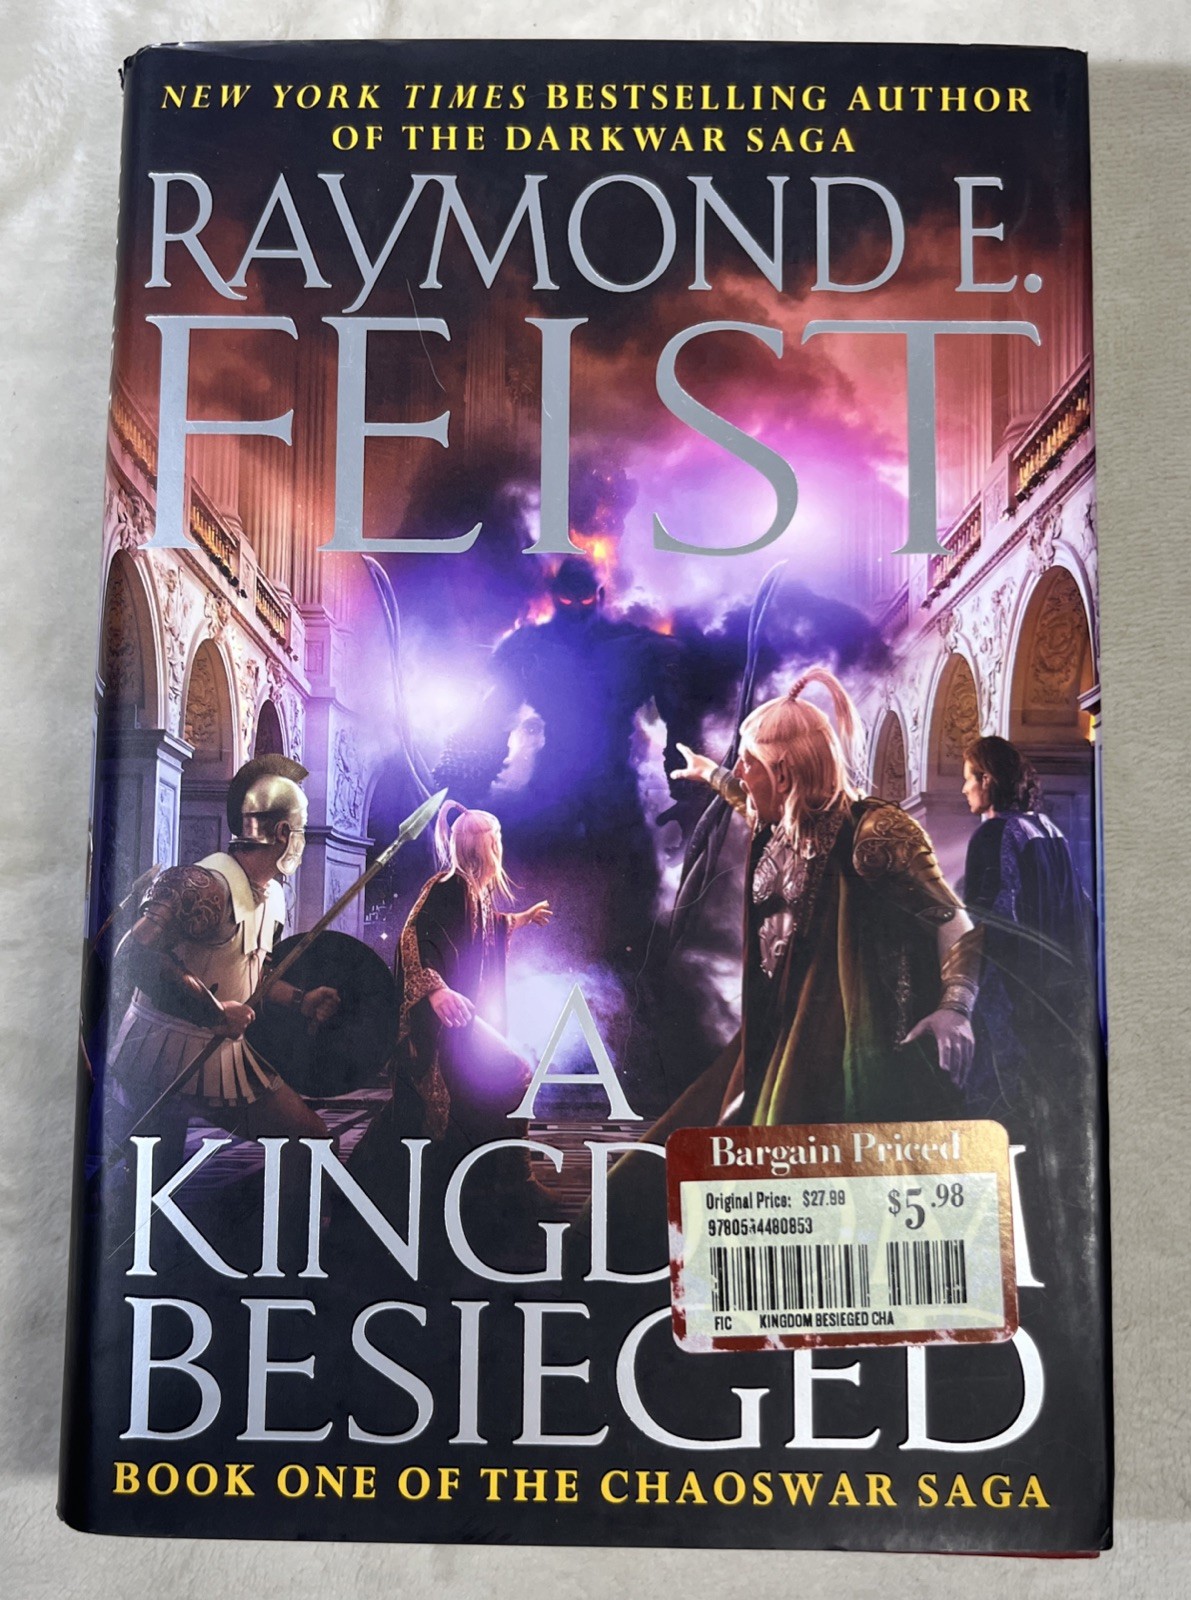 NEW YORK TIMES BESTSELLING AUTHOR
OF THE DARKWAR SAGA
RAYMOND E.
FEIST
A
KINGDOM
BESIEGED
Bargain Priced
Original Price: $27.99 $5.98
FIC KINGDOM BESIEGED CHA
BOOK ONE OF THE CHAOSWAR SAGA